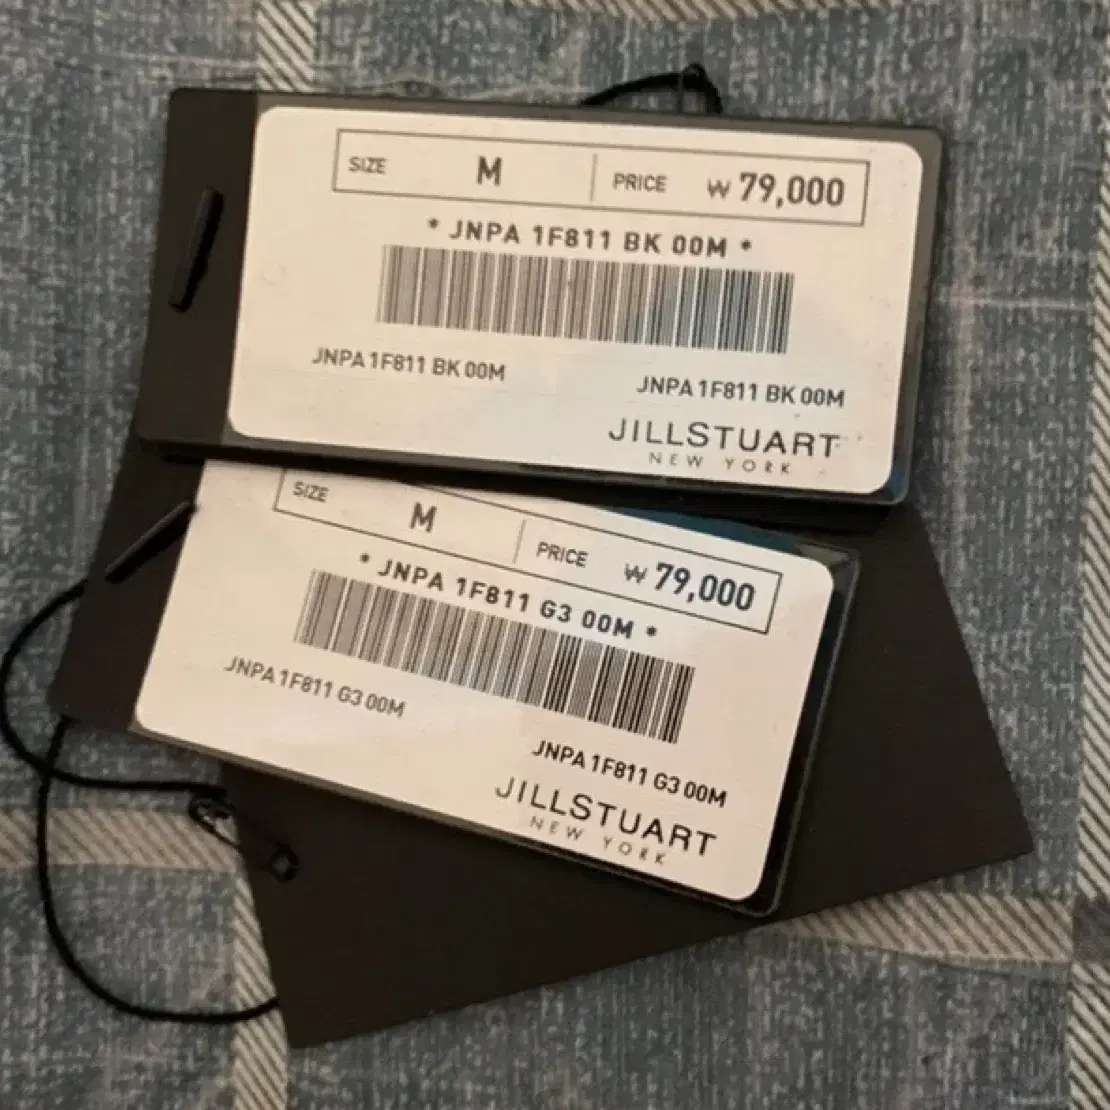 SIZE M PRICE ₩ 79,000
* JNPA 1F811 BK 00M *
JNPA 1F811 BK 00M
JNPA 1F811 BK 00M
JILLSTUART
NEW YORK
SIZE M PRICE ₩ 79,000
* JNPA 1F811 G3 00M *
JNPA 1F811 G3 00M
JNPA 1F811 G3 00M
JILLSTUART
NEW YORK